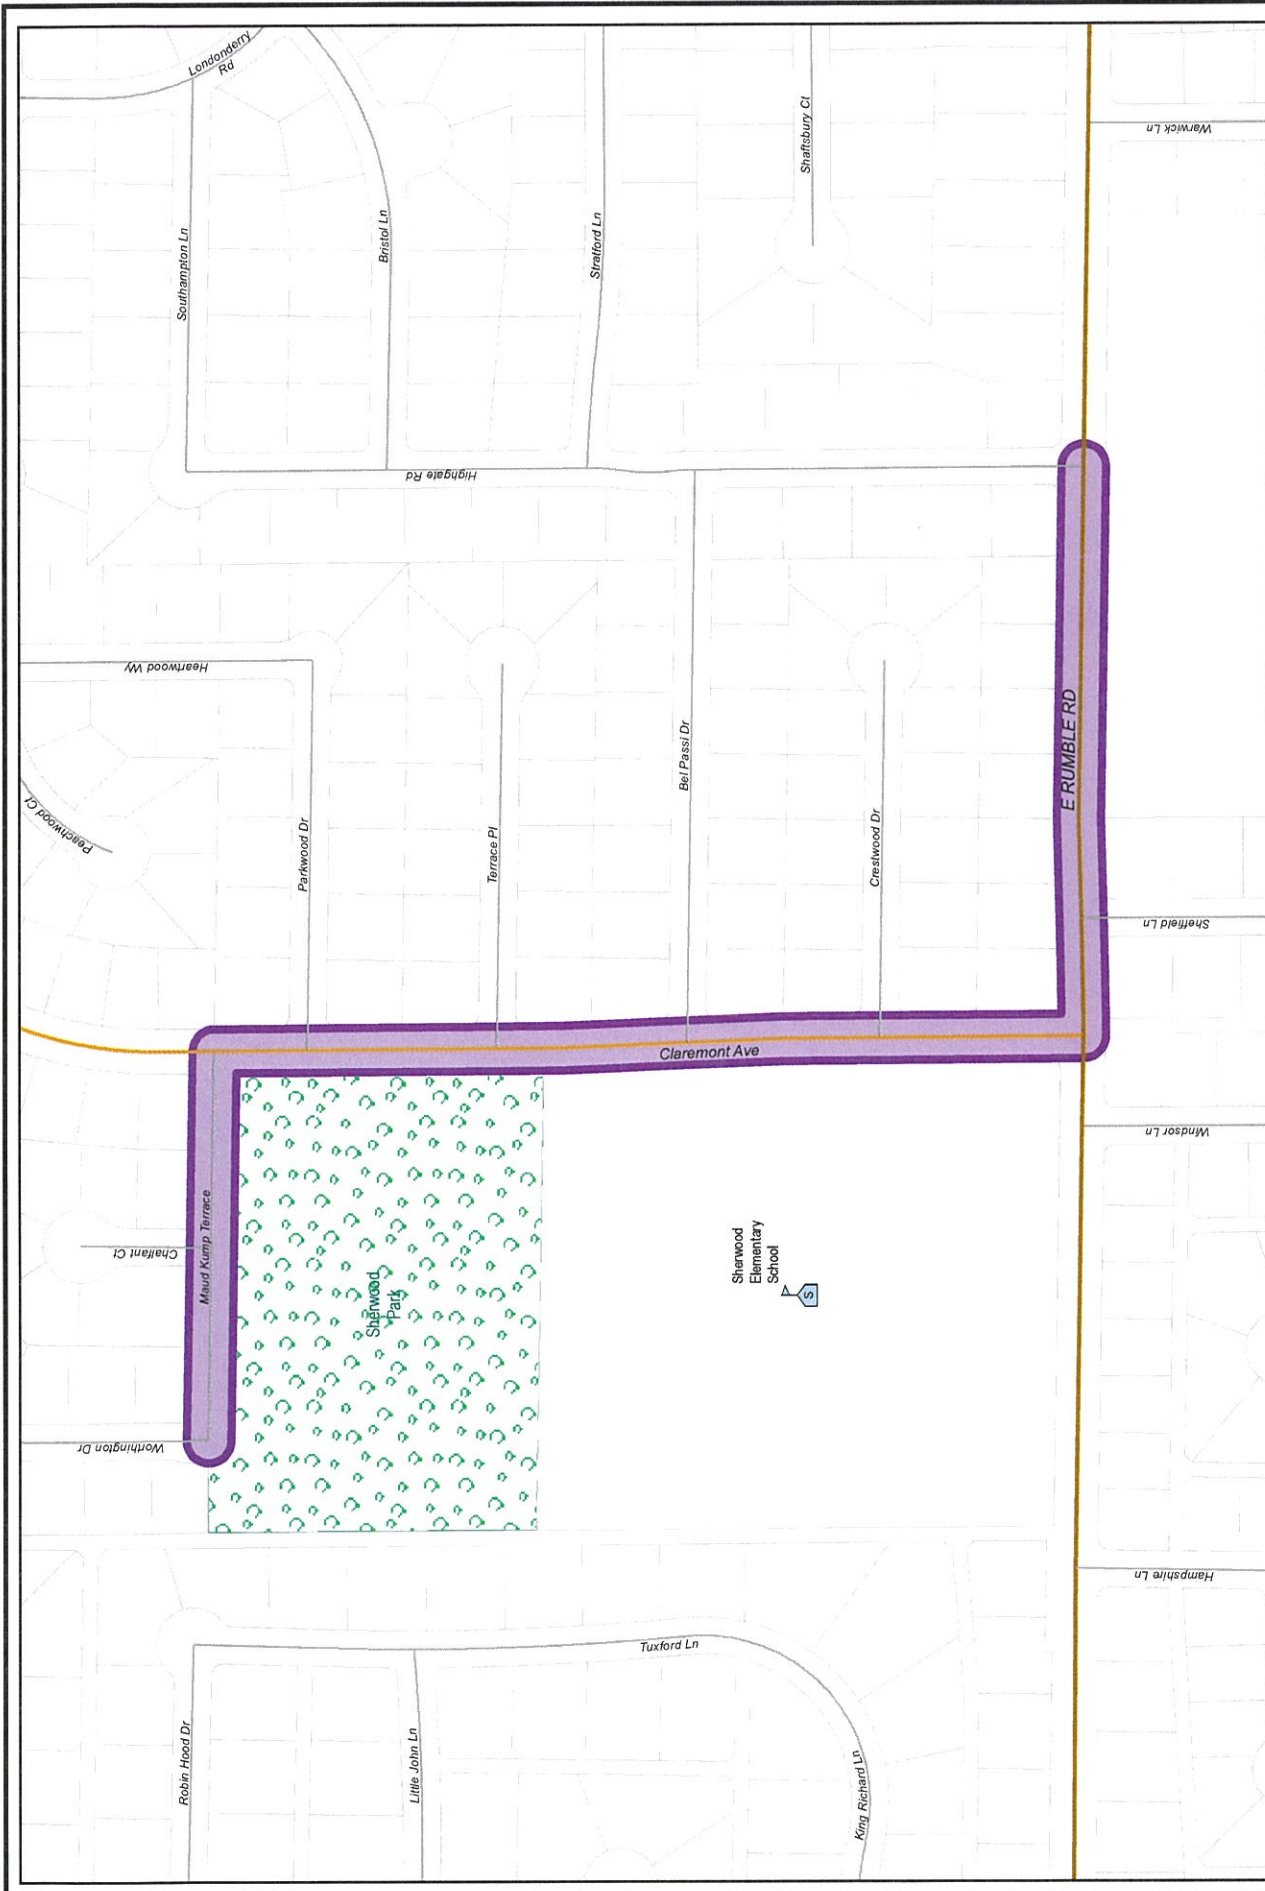 Londonderry
Rd
Southampton Ln
Bristol Ln
Stratford Ln
Shaftsbury Ct
Warwick Ln
Highgate Rd
Heartwood Wy
Peachwood Ct
Parkwood Dr
Terrace Pl
Bel Passi Dr
Crestwood Dr
E RUMBLE RD
Sheffield Ln
Claremont Ave
Windsor Ln
Chalfant Ct
Maud Kump Terrace
Worthington Dr
Sherwood
Park
Sherwood
Elementary
School
S
Hampshire Ln
Tuxford Ln
Robin Hood Dr
Little John Ln
King Richard Ln